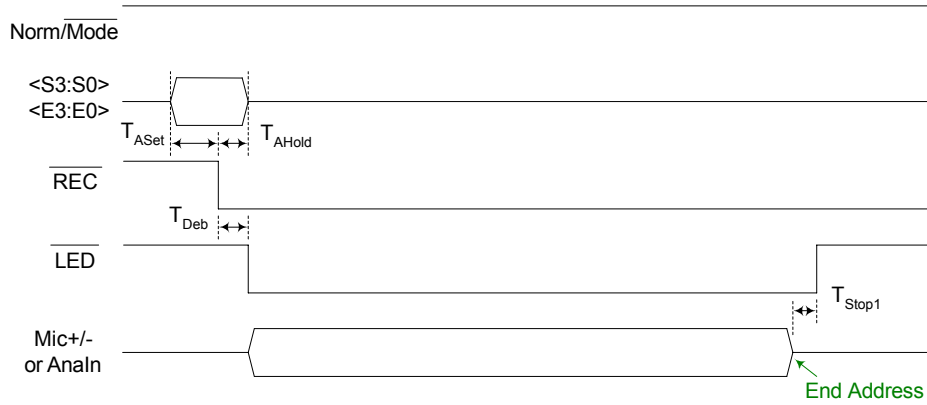 Norm/Mode
<S3:S0>
<E3:E0>
TASet
TAHold
REC
TDeb
LED
TStop1
Mic+/-
or AnaIn
End Address